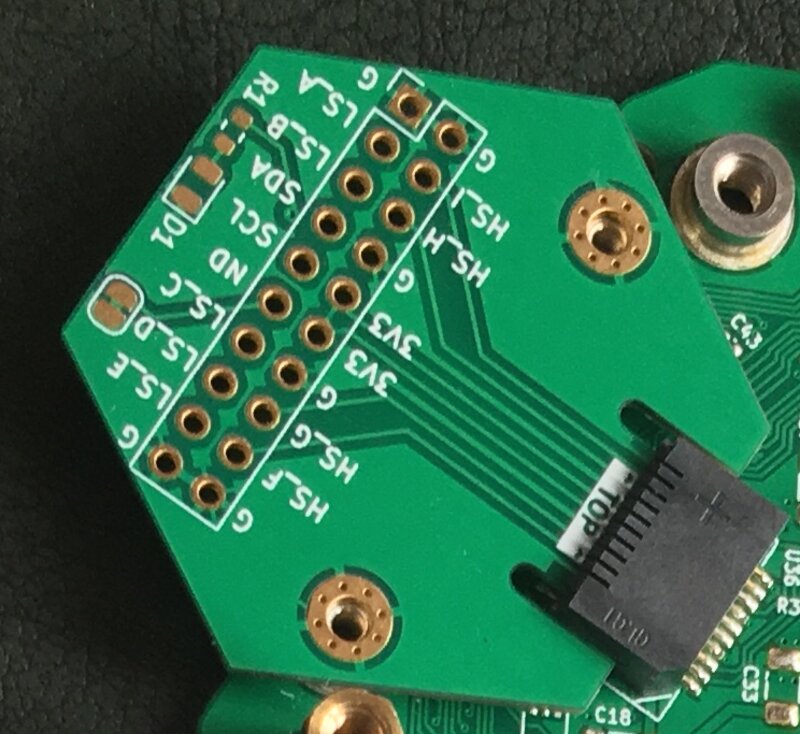 G
LS_A
LS_B
SDA
SCL
ND
LS_C
LS_D
LS_E
G
R1
D1
G
HS_I
HS_H
G
3V3
3V3
G
HS_G
HS_F
G
TOP
C43
U36
C33
C18